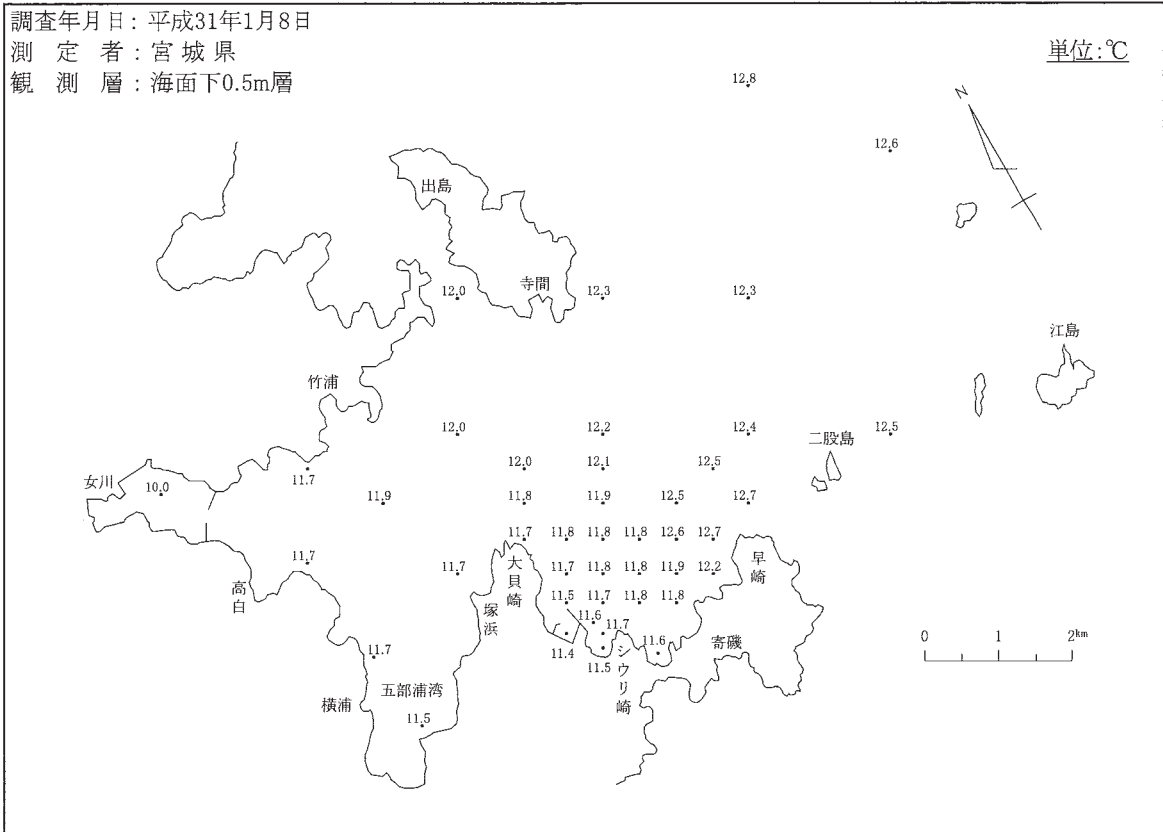 調査年月日：平成31年1月8日
測 定 者：宮 城 県
観 測 層：海面下0.5m層
単位:℃
12.8
N
12.6
出島
寺間
12.0
12.3
12.3
江島
竹浦
12.0
12.2
12.4
12.5
二股島
女川
11.7
12.0
12.1
12.5
10.0
11.9
11.8
11.9
12.5
12.7
11.7
11.8
11.8
11.8
12.6
12.7
11.7
11.7
11.7
11.8
11.8
11.9
12.2
大貝崎
早崎
高白
塚浜
11.5
11.7
11.8
11.8
11.6
11.7
11.4
11.5
11.6
シウリ崎
寄磯
0 1 2km
11.7
五部浦湾
横浦
11.5